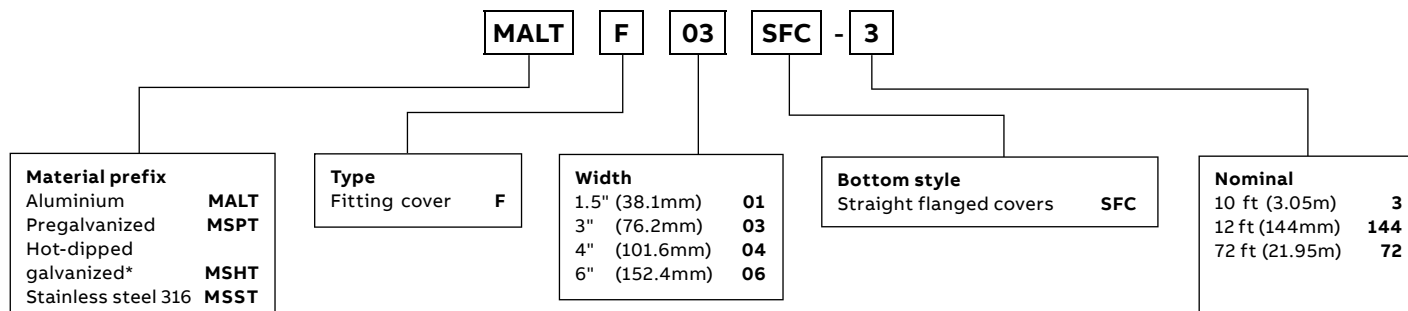 MALT F 03 SFC - 3
Material prefix
Aluminium MALT
Pregalvanized MSPT
Hot-dipped
galvanized* MSHT
Stainless steel 316 MSST
Type
Fitting cover F
Width
1.5" (38.1mm) 01
3" (76.2mm) 03
4" (101.6mm) 04
6" (152.4mm) 06
Bottom style
Straight flanged covers SFC
Nominal
10 ft (3.05m) 3
12 ft (144mm) 144
72 ft (21.95m) 72